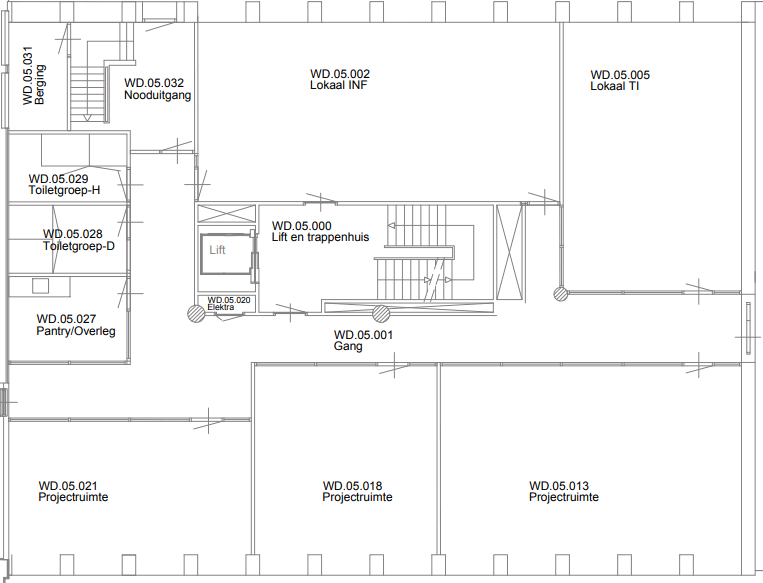 WD.05.031
Berging
WD.05.032
Nooduitgang
WD.05.002
Lokaal INF
WD.05.005
Lokaal TI
WD.05.029
Toiletgroep-H
WD.05.028
Toiletgroep-D
Lift
WD.05.000
Lift en trappenhuis
WD.05.020
Elektra
WD.05.027
Pantry/Overleg
WD.05.001
Gang
WD.05.021
Projectruimte
WD.05.018
Projectruimte
WD.05.013
Projectruimte